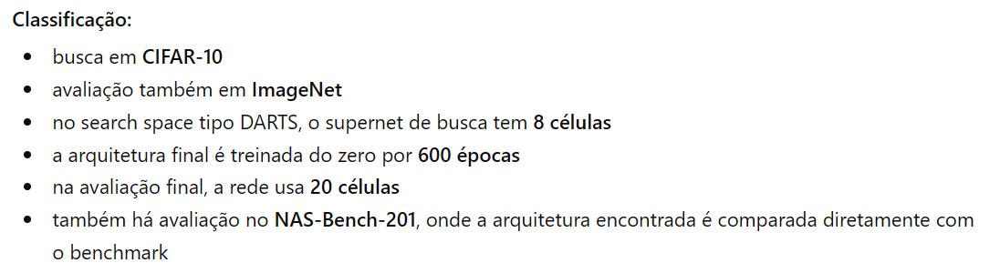 Classificação:
• busca em CIFAR-10
• avaliação também em ImageNet
• no search space tipo DARTS, o supernet de busca tem 8 células
• a arquitetura final é treinada do zero por 600 épocas
• na avaliação final, a rede usa 20 células
• também há avaliação no NAS-Bench-201, onde a arquitetura encontrada é comparada diretamente com
o benchmark